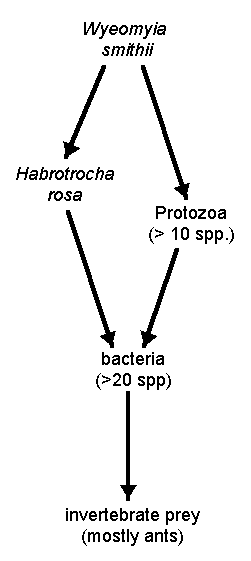 Wyeomyia
smithii
Habrotrocha
rosa
Protozoa
(> 10 spp.)
bacteria
(>20 spp)
invertebrate prey
(mostly ants)